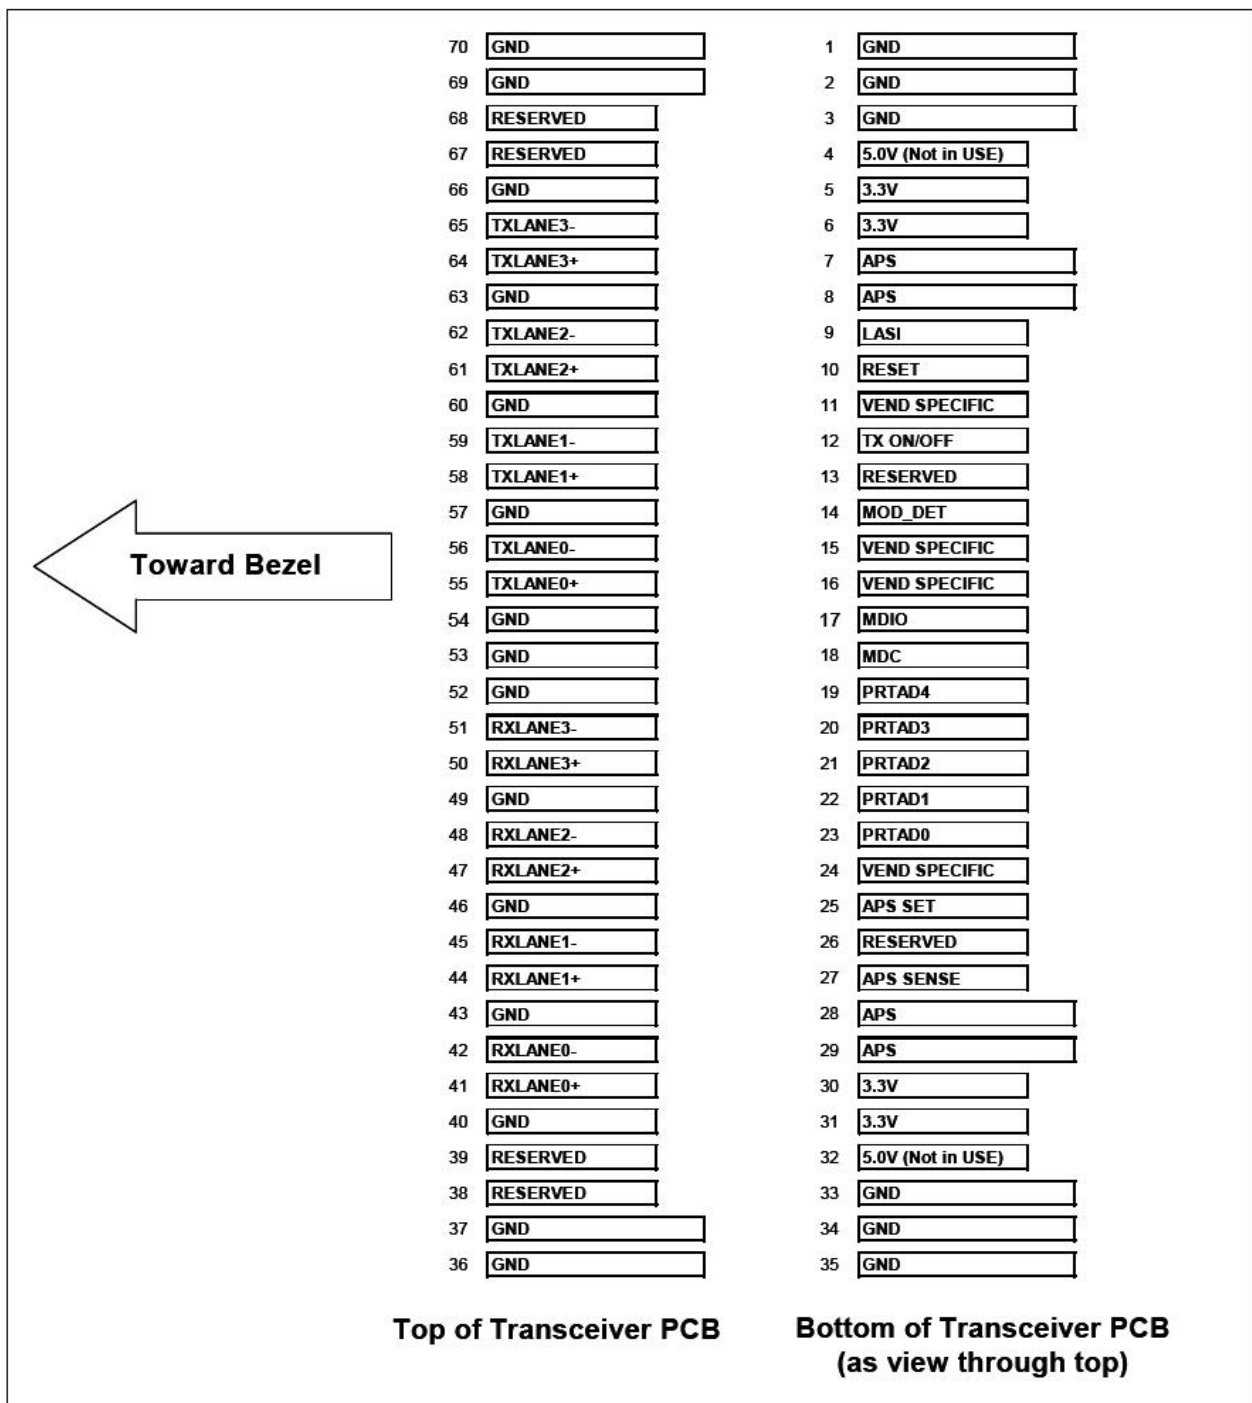 70 GND 1 GND
69 GND 2 GND
68 RESERVED 3 GND
67 RESERVED 4 5.0V (Not in USE)
66 GND 5 3.3V
65 TXLANE3- 6 3.3V
64 TXLANE3+ 7 APS
63 GND 8 APS
62 TXLANE2- 9 LASI
61 TXLANE2+ 10 RESET
60 GND 11 VEND SPECIFIC
59 TXLANE1- 12 TX ON/OFF
58 TXLANE1+ 13 RESERVED
57 GND 14 MOD_DET
56 TXLANE0- 15 VEND SPECIFIC
Toward Bezel
55 TXLANE0+ 16 VEND SPECIFIC
54 GND 17 MDIO
53 GND 18 MDC
52 GND 19 PRTAD4
51 RXLANE3- 20 PRTAD3
50 RXLANE3+ 21 PRTAD2
49 GND 22 PRTAD1
48 RXLANE2- 23 PRTAD0
47 RXLANE2+ 24 VEND SPECIFIC
46 GND 25 APS SET
45 RXLANE1- 26 RESERVED
44 RXLANE1+ 27 APS SENSE
43 GND 28 APS
42 RXLANE0- 29 APS
41 RXLANE0+ 30 3.3V
40 GND 31 3.3V
39 RESERVED 32 5.0V (Not in USE)
38 RESERVED 33 GND
37 GND 34 GND
36 GND 35 GND
Top of Transceiver PCB Bottom of Transceiver PCB
(as view through top)